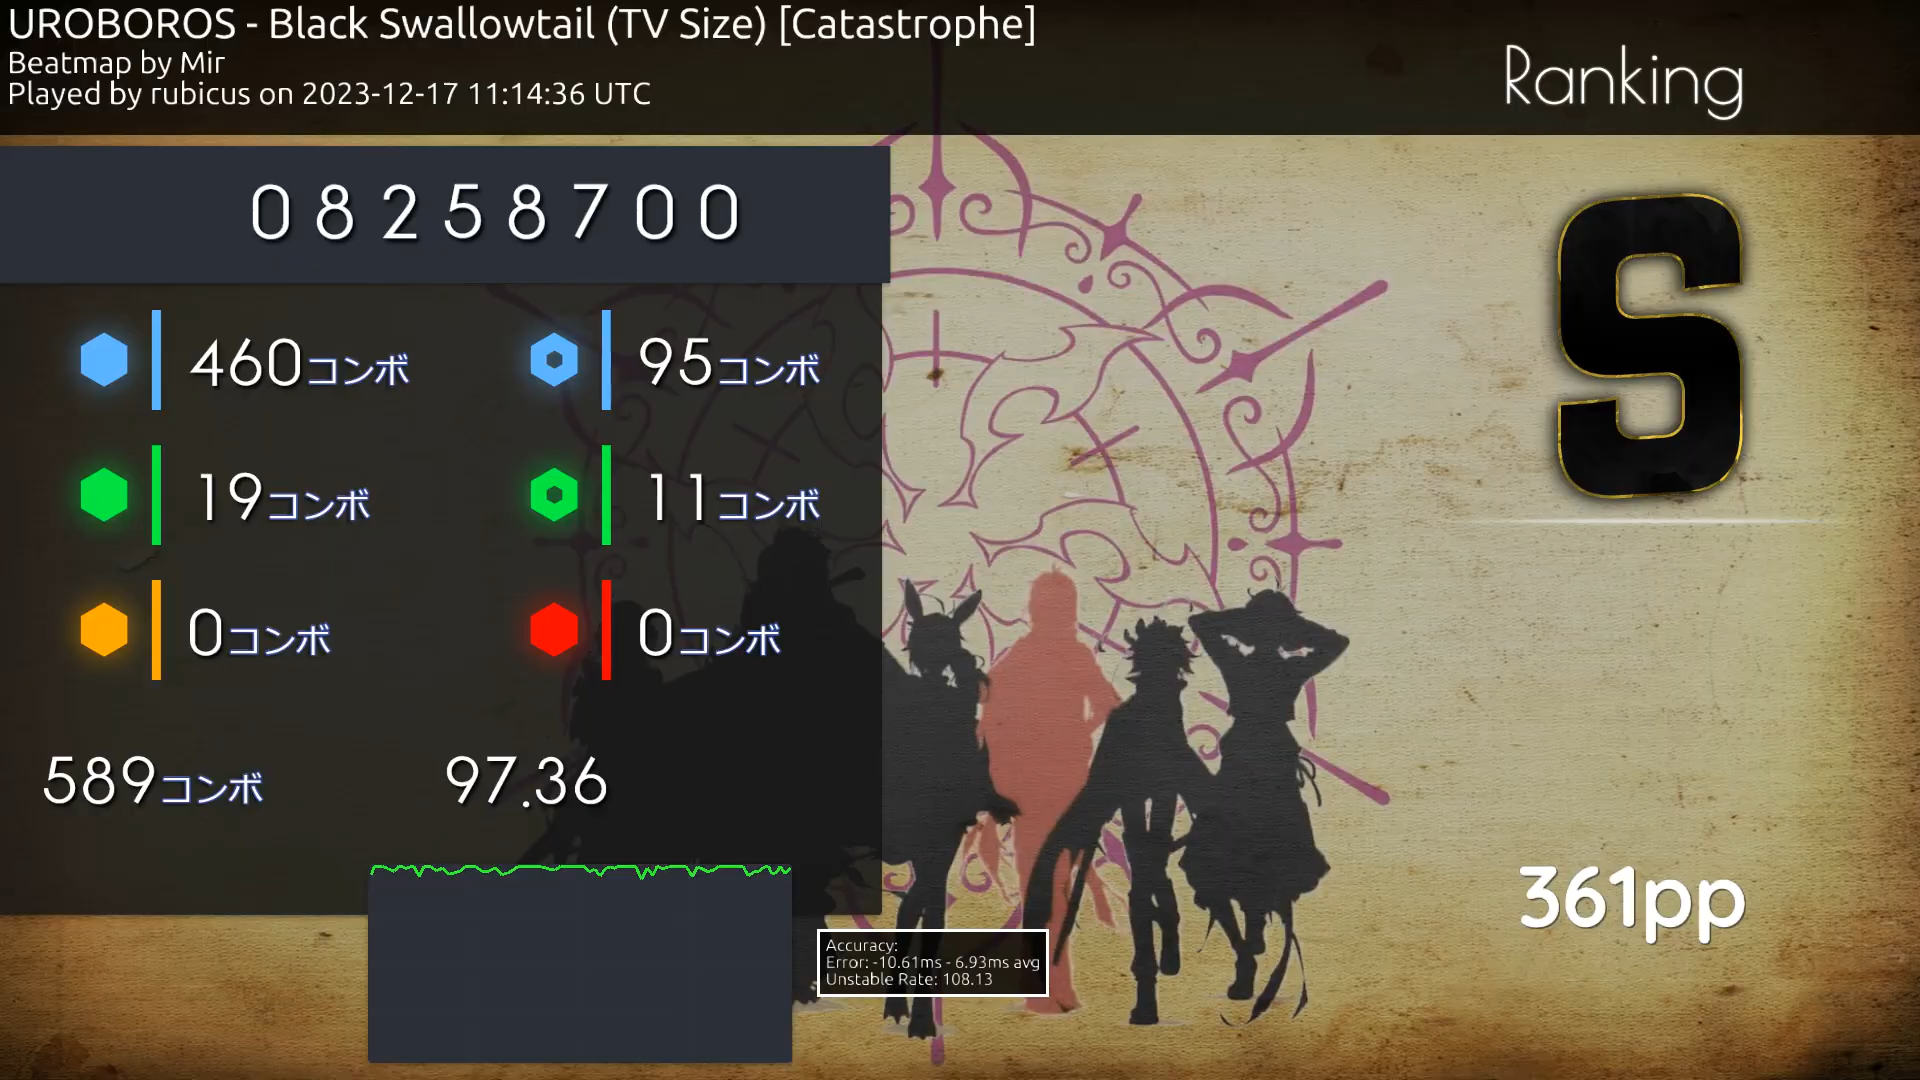 UROBOROS - Black Swallowtail (TV Size) [Catastrophe]
Beatmap by Mir
Played by rubicus on 2023-12-17 11:14:36 UTC
Ranking
08258700
460コンボ
95コンボ
19コンボ
11コンボ
0コンボ
0コンボ
589コンボ
97.36
S
361pp
Accuracy:
Error: -10.61ms - 6.93ms avg
Unstable Rate: 108.13